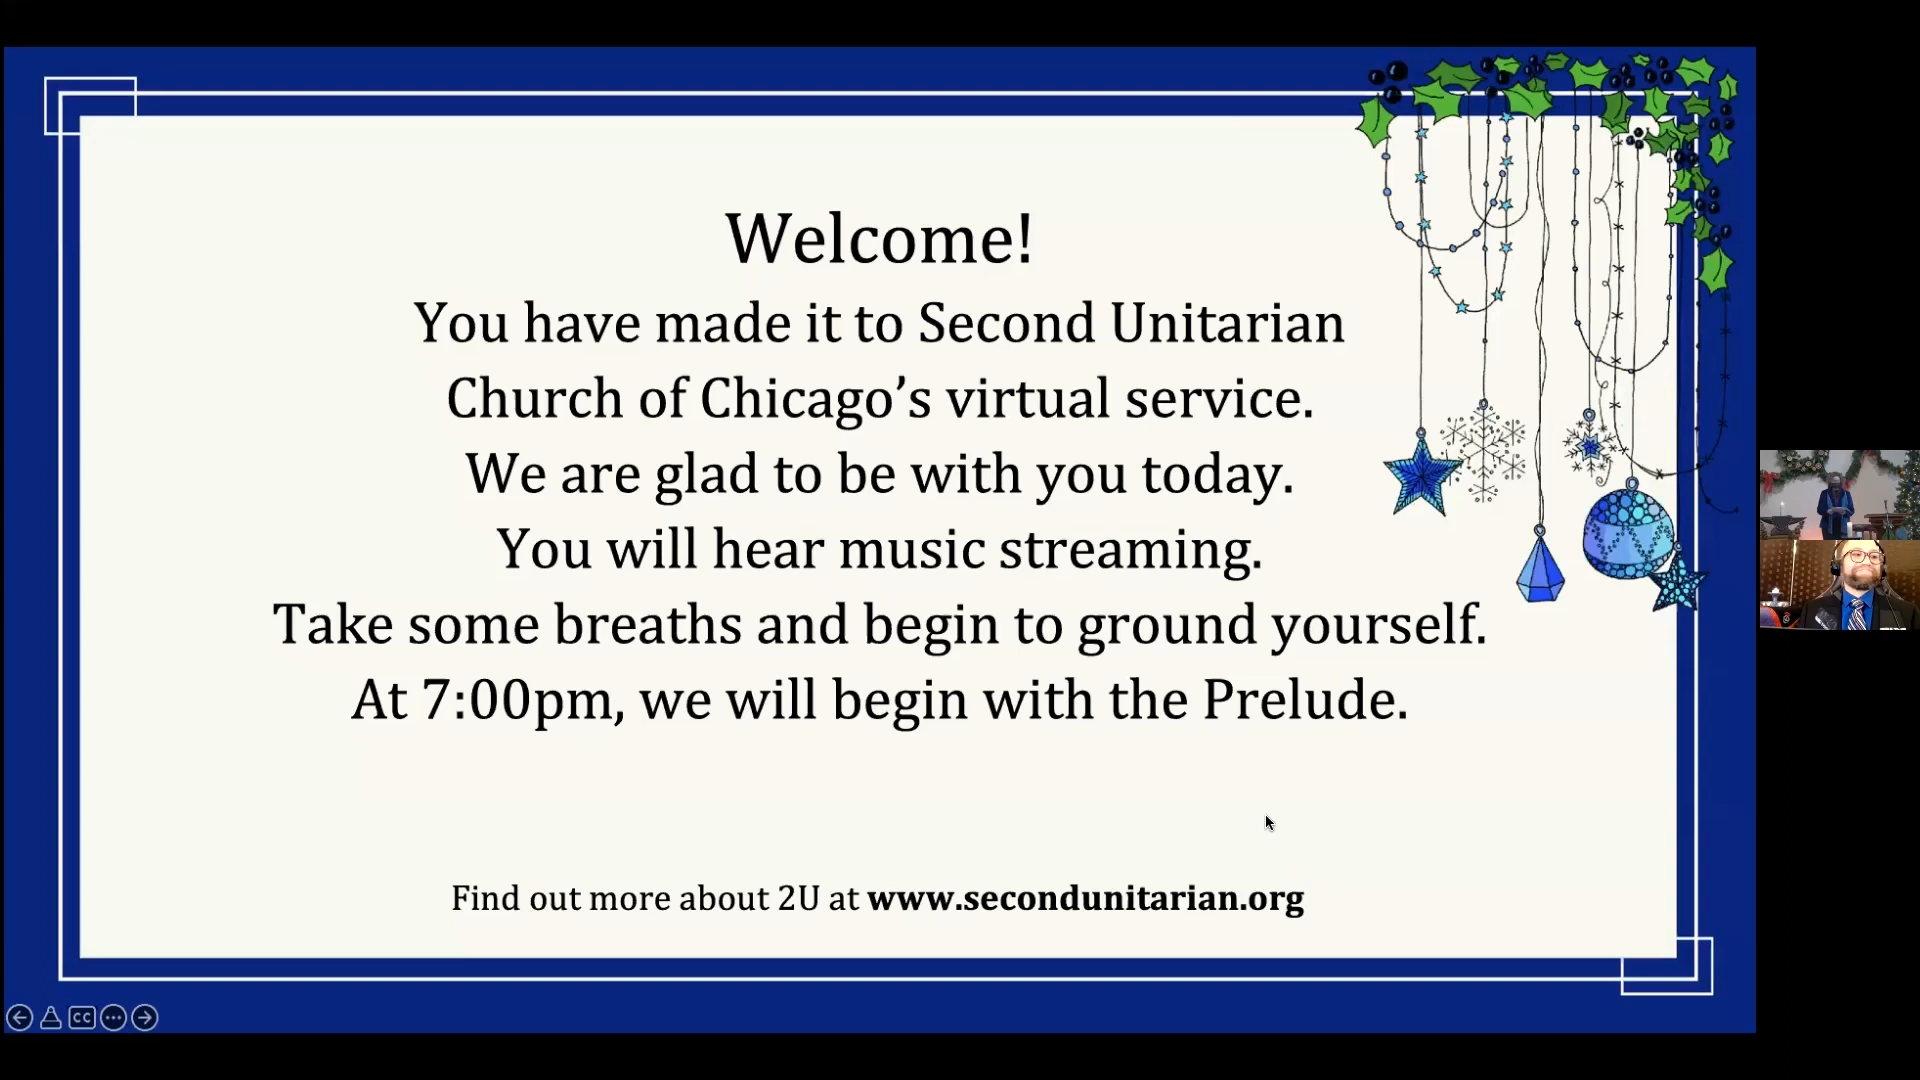 Welcome!
You have made it to Second Unitarian
Church of Chicago’s virtual service.
We are glad to be with you today.
You will hear music streaming.
Take some breaths and begin to ground yourself.
At 7:00pm, we will begin with the Prelude.
Find out more about 2U at www.secondunitarian.org
CC